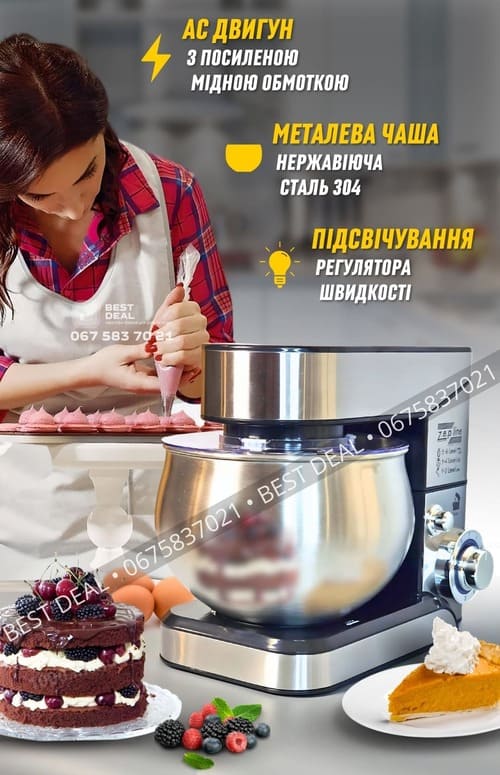 АС ДВИГУН
З ПОСИЛЕНОЮ
МІДНОЮ ОБМОТКОЮ
МЕТАЛЕВА ЧАША
НЕРЖАВІЮЧА
СТАЛЬ 304
ПІДСВІЧУВАННЯ
РЕГУЛЯТОРА
ШВИДКОСТІ
BEST
DEAL
067 583 70 21
BEST DEAL • 0675837021 • BEST DEAL • 0675837021
Zepline